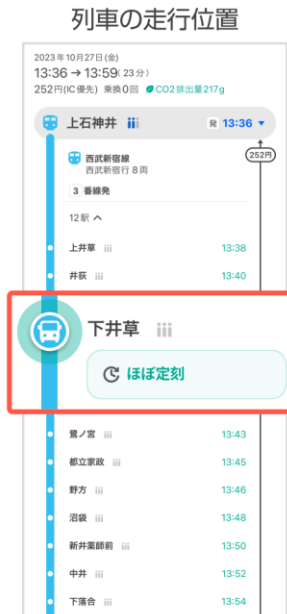 列車の走行位置
2023年10月27日(金)
13:36 → 13:59(23分)
252円(IC優先) 乗換0回 CO2排出量217g
上石神井 発 13:36
西武新宿線 252円
西武新宿行 8両
3 番線発
12駅
上井草 13:38
井荻 13:40
下井草
ほぼ定刻
鷺ノ宮 13:43
都立家政 13:45
野方 13:46
沼袋 13:48
新井薬師前 13:50
中井 13:52
下落合 13:54